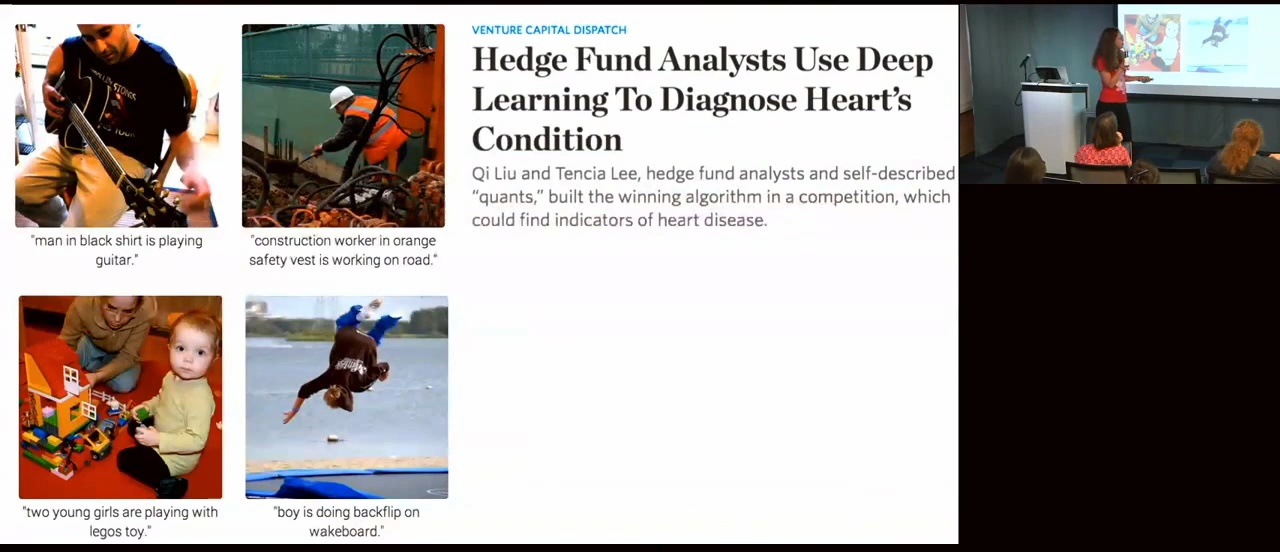 VENTURE CAPITAL DISPATCH
Hedge Fund Analysts Use Deep
Learning To Diagnose Heart's
Condition
Qi Liu and Tencia Lee, hedge fund analysts and self-described
“quants,” built the winning algorithm in a competition, which
could find indicators of heart disease.
"man in black shirt is playing
guitar."
"construction worker in orange
safety vest is working on road."
"two young girls are playing with
legos toy."
"boy is doing backflip on
wakeboard."